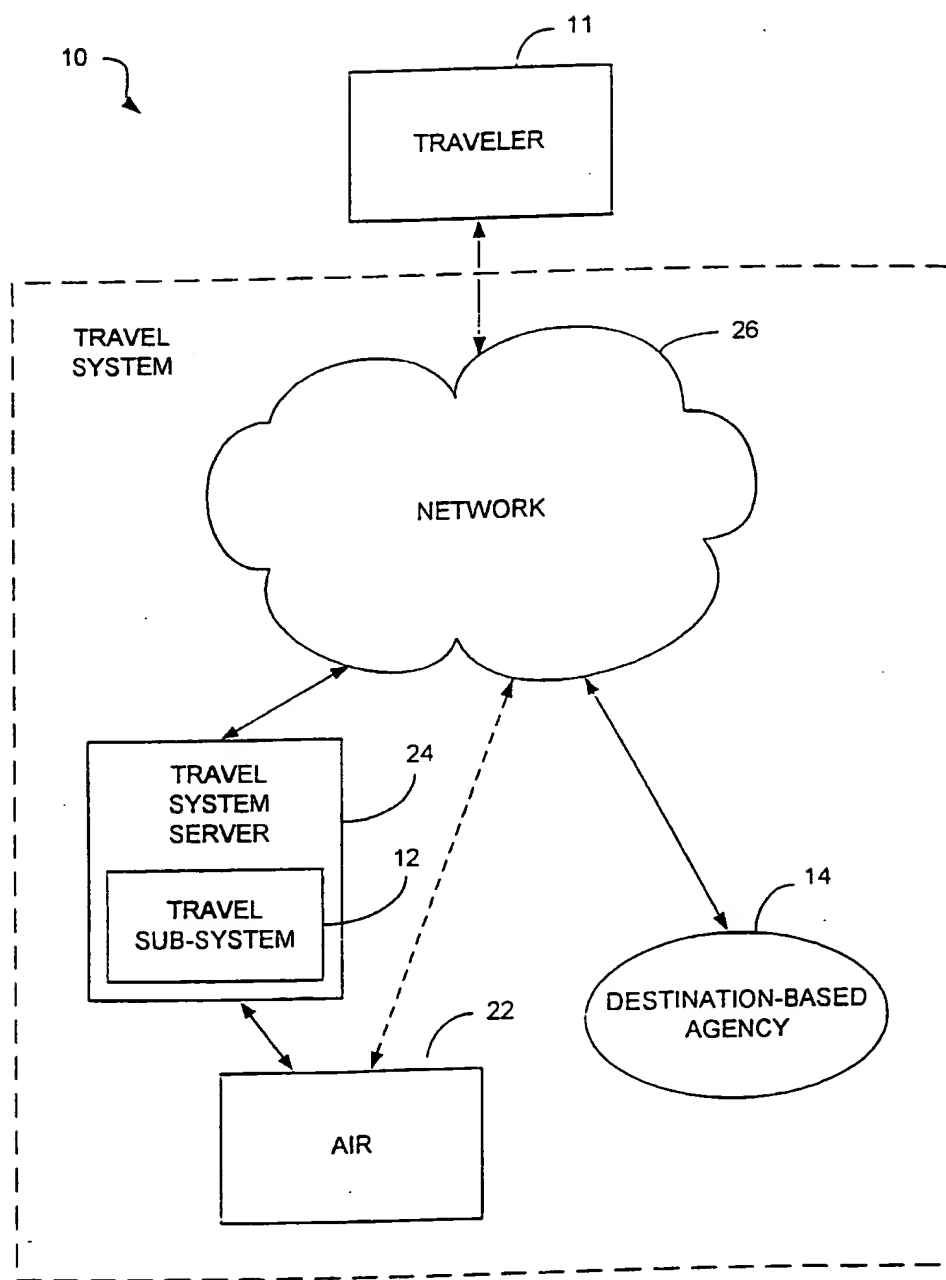 11
10
TRAVELER
TRAVEL
SYSTEM
26
NETWORK
TRAVEL
SYSTEM
SERVER
24
12
TRAVEL
SUB-SYSTEM
14
DESTINATION-BASED
AGENCY
22
AIR